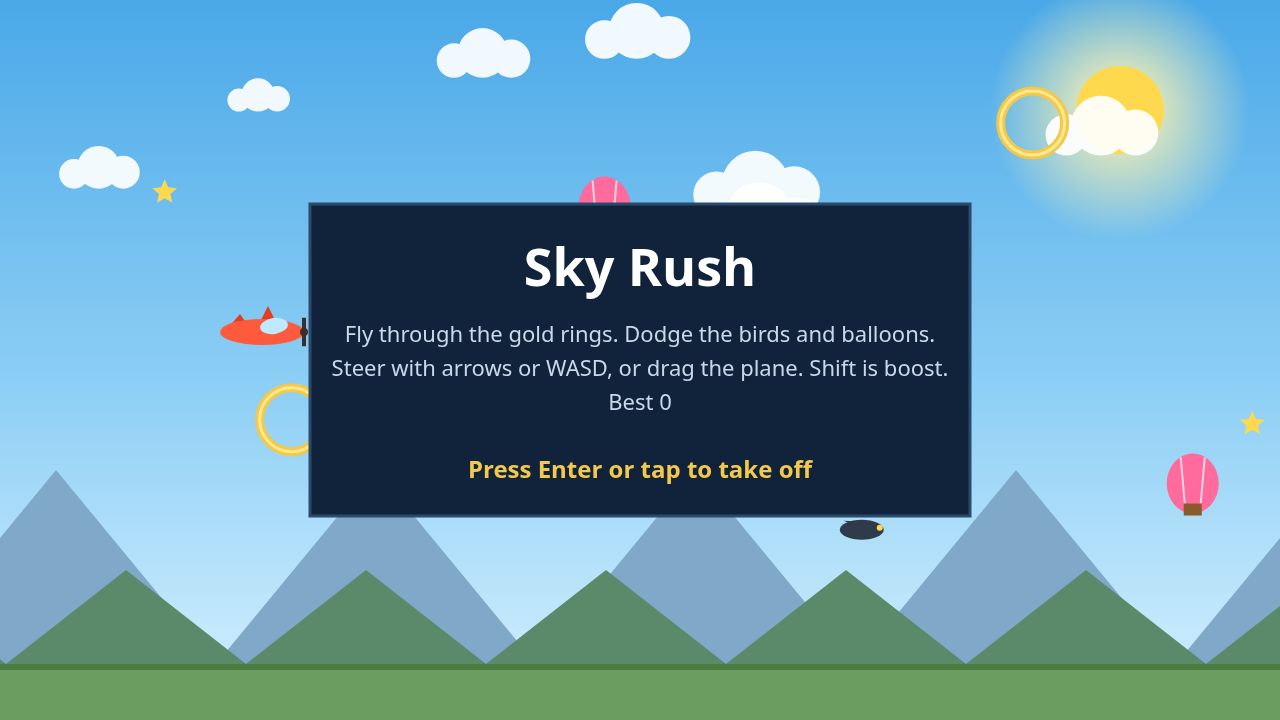 Sky Rush
Fly through the gold rings. Dodge the birds and balloons.
Steer with arrows or WASD, or drag the plane. Shift is boost.
Best 0
Press Enter or tap to take off